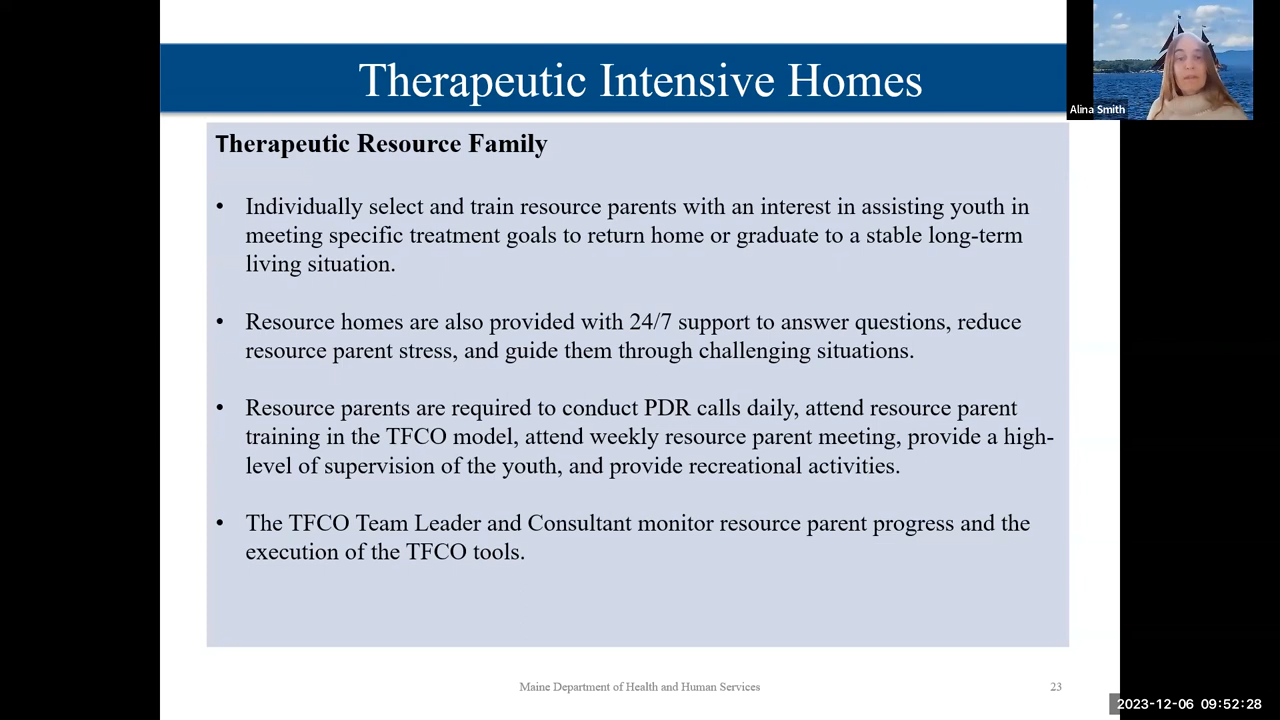 Therapeutic Intensive Homes
Alina Smith
Therapeutic Resource Family
• Individually select and train resource parents with an interest in assisting youth in
meeting specific treatment goals to return home or graduate to a stable long-term
living situation.
• Resource homes are also provided with 24/7 support to answer questions, reduce
resource parent stress, and guide them through challenging situations.
• Resource parents are required to conduct PDR calls daily, attend resource parent
training in the TFCO model, attend weekly resource parent meeting, provide a high-
level of supervision of the youth, and provide recreational activities.
• The TFCO Team Leader and Consultant monitor resource parent progress and the
execution of the TFCO tools.
Maine Department of Health and Human Services
23
2023-12-06 09:52:28